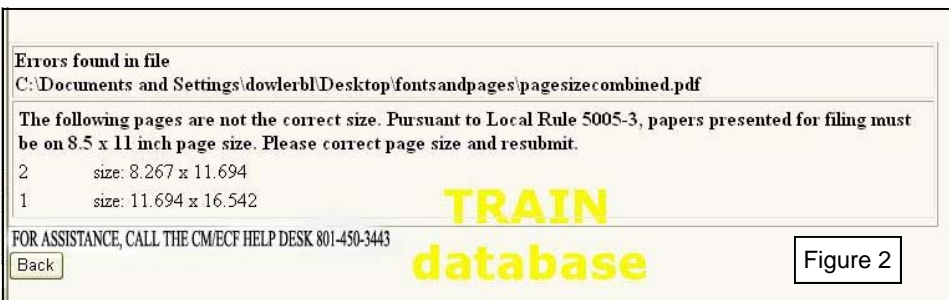 Errors found in file
C:\Documents and Settings\dowlerbl\Desktop\fontsandpages\pagesizecombined.pdf
The following pages are not the correct size. Pursuant to Local Rule 5005-3, papers presented for filing must
be on 8.5 x 11 inch page size. Please correct page size and resubmit.
2 size: 8.267 x 11.694
1 size: 11.694 x 16.542
TRAIN
database
FOR ASSISTANCE, CALL THE CM/ECF HELP DESK 801-450-3443
Back
Figure 2